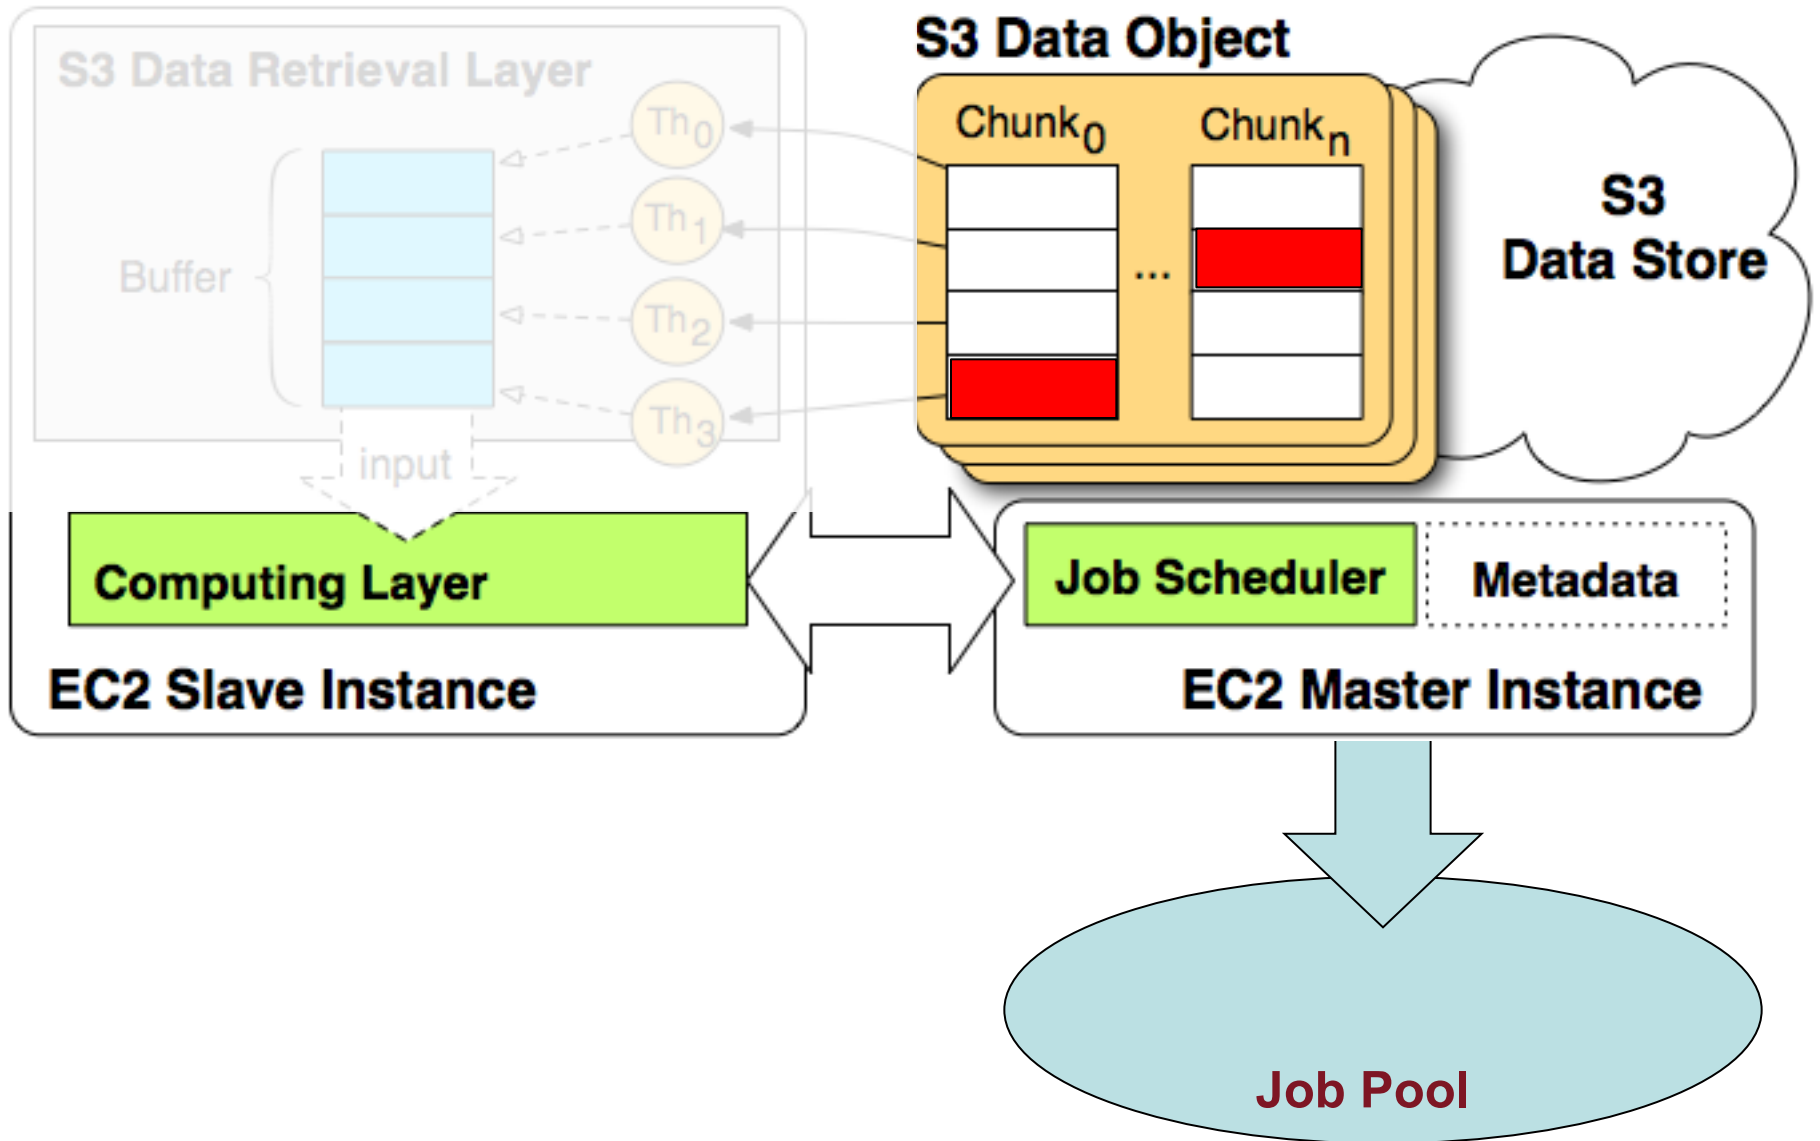 S3 Data Retrieval Layer
Buffer
Th0
Th1
Th2
Th3
input
Computing Layer
EC2 Slave Instance
S3 Data Object
Chunk0
...
Chunkn
S3
Data Store
Job Scheduler
Metadata
EC2 Master Instance
Job Pool